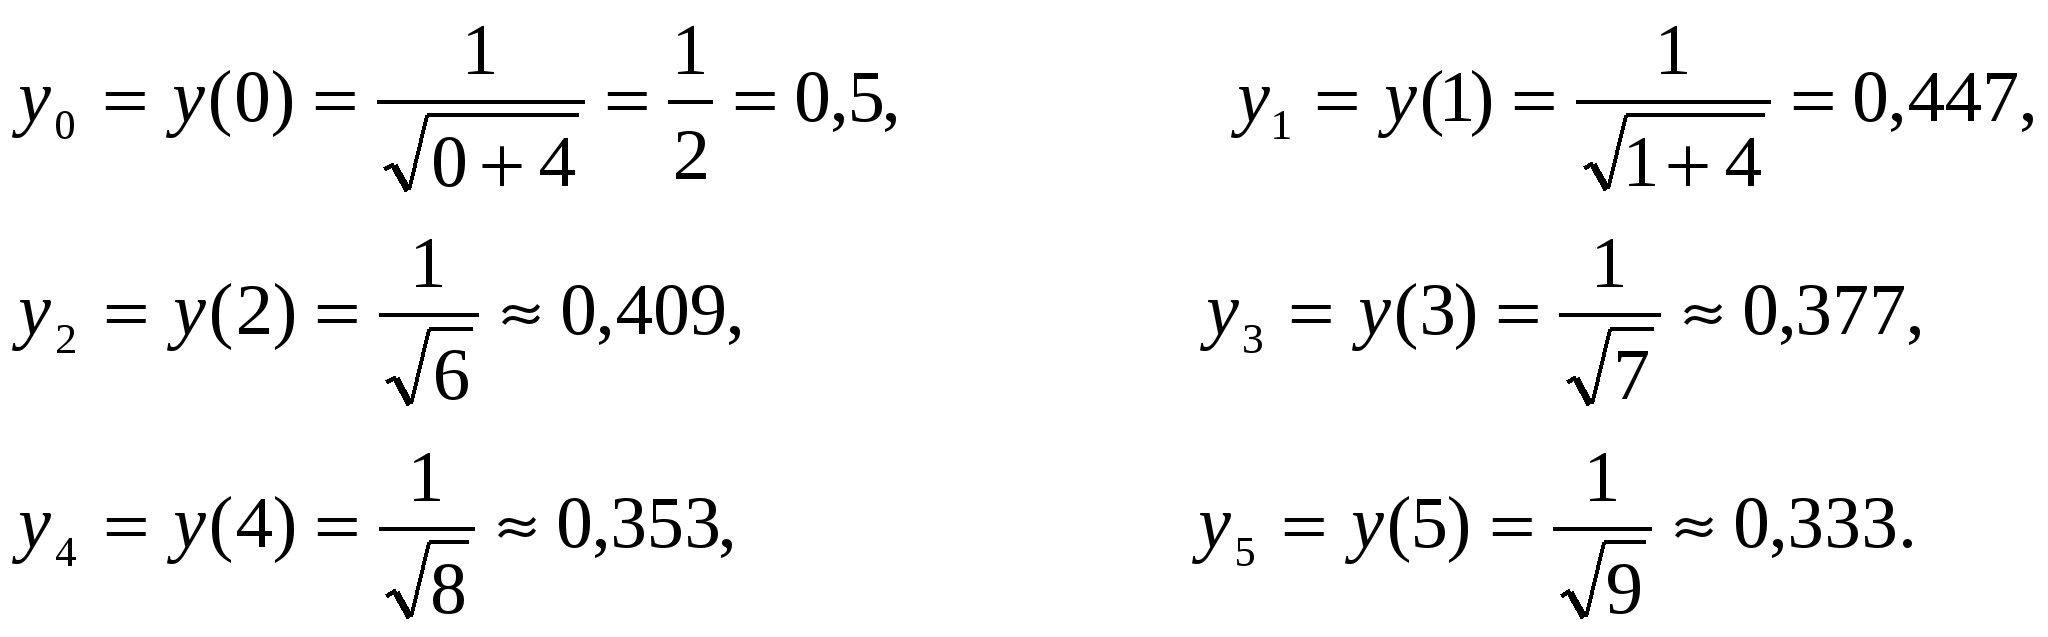 y₀ = y(0) = 1/√(0+4) = 1/2 = 0,5, y₁ = y(1) = 1/√(1+4) = 0,447,
y₂ = y(2) = 1/√6 ≈ 0,409, y₃ = y(3) = 1/√7 ≈ 0,377,
y₄ = y(4) = 1/√8 ≈ 0,353, y₅ = y(5) = 1/√9 ≈ 0,333.